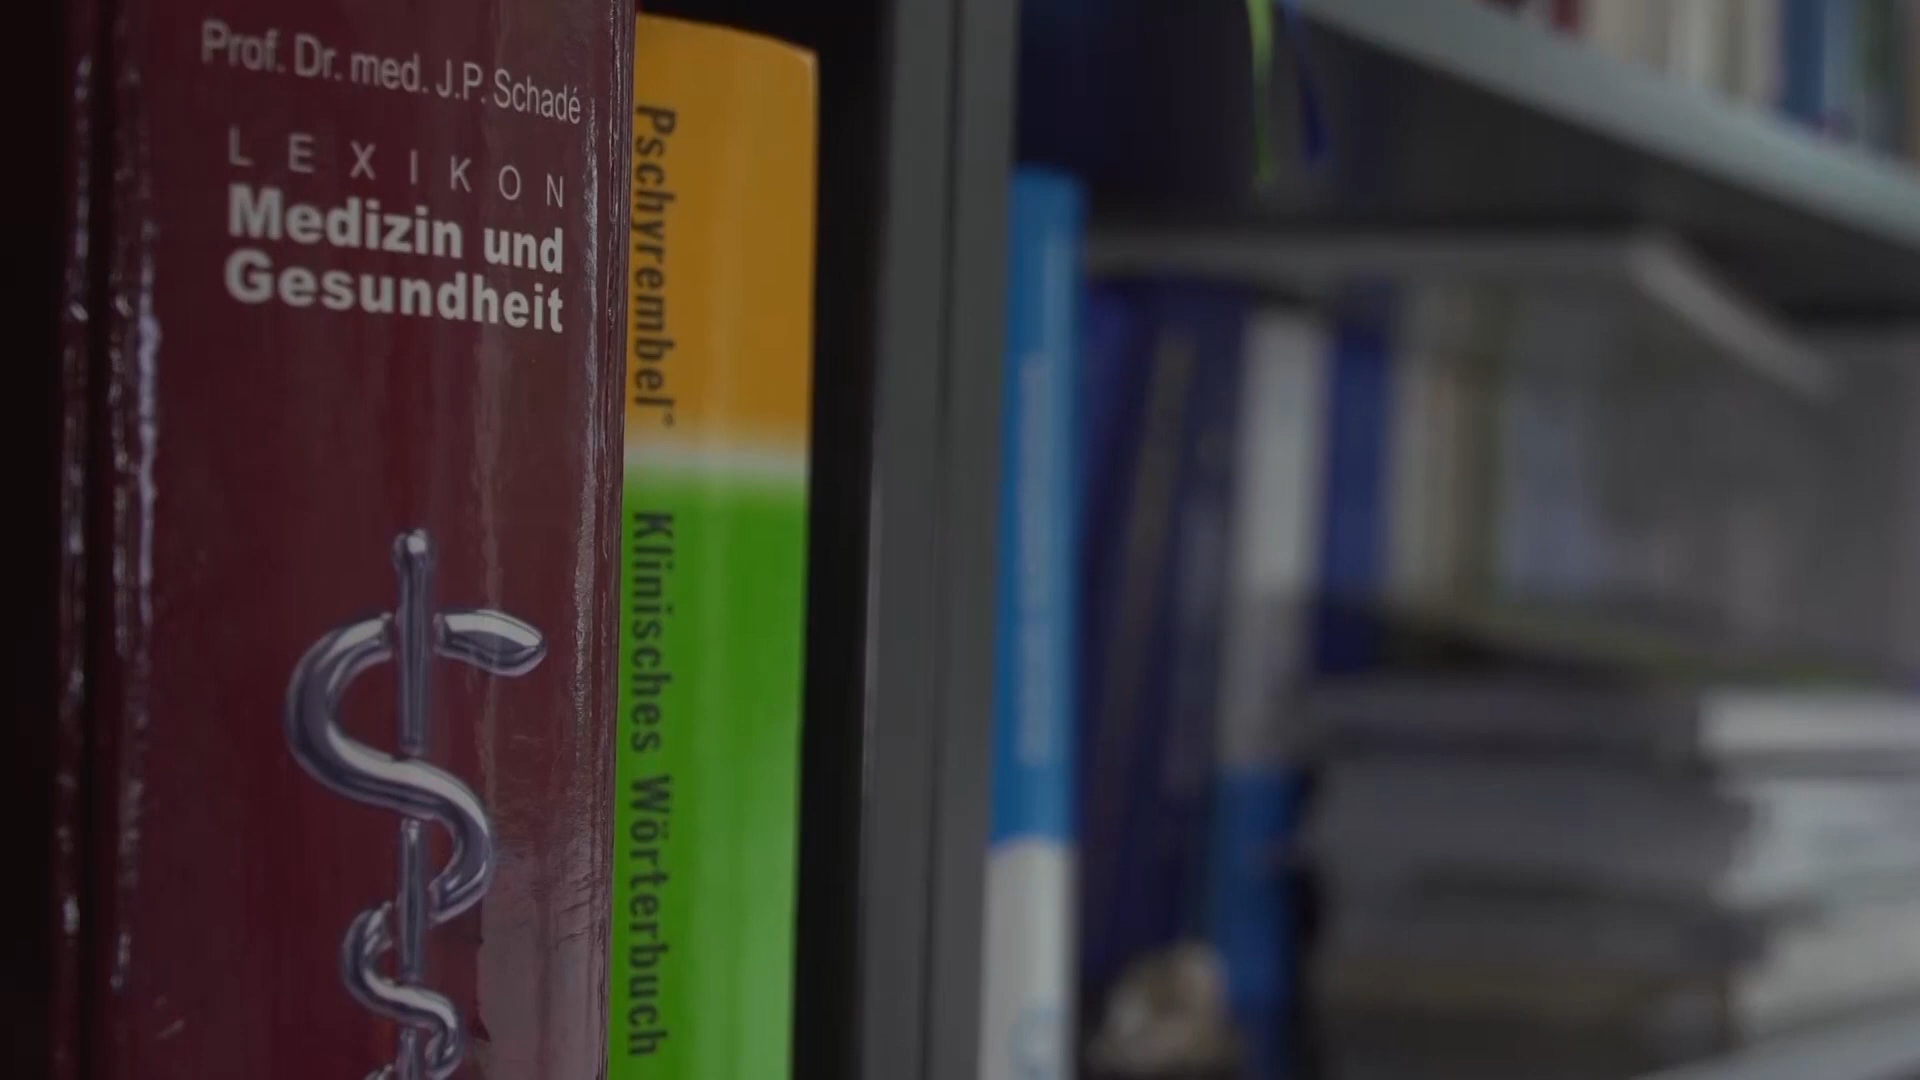 Prof. Dr. med. J.P. Schadé
LEXIKON
Medizin und
Gesundheit
Pschyrembel®
Klinisches Wörterbuch